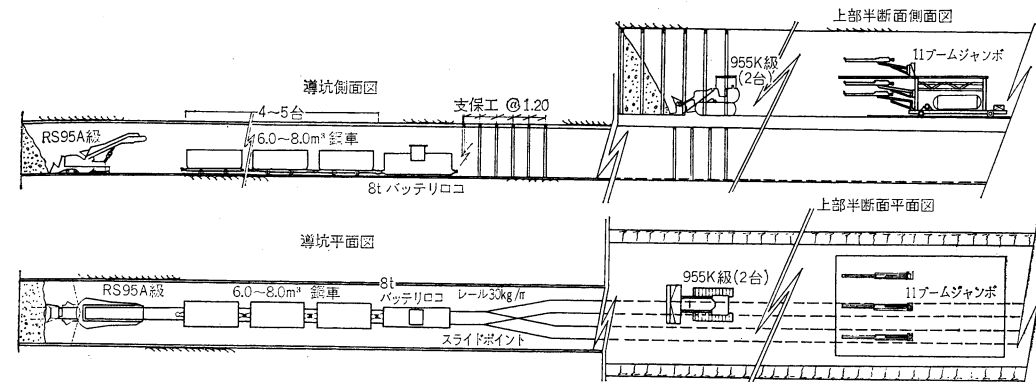 上部半断面側面図
955K級
(2台)
11ブームジャンボ
導坑側面図
4～5台
支保工 @ 1.20
RS95A級
6.0～8.0m³ 鋼車
8t バッテリロコ
上部半断面平面図
導坑平面図
RS95A級
6.0～8.0m³ 鋼車
8t
バッテリロコ
レール30kg/m
スライドポイント
955K級(2台)
11ブームジャンボ